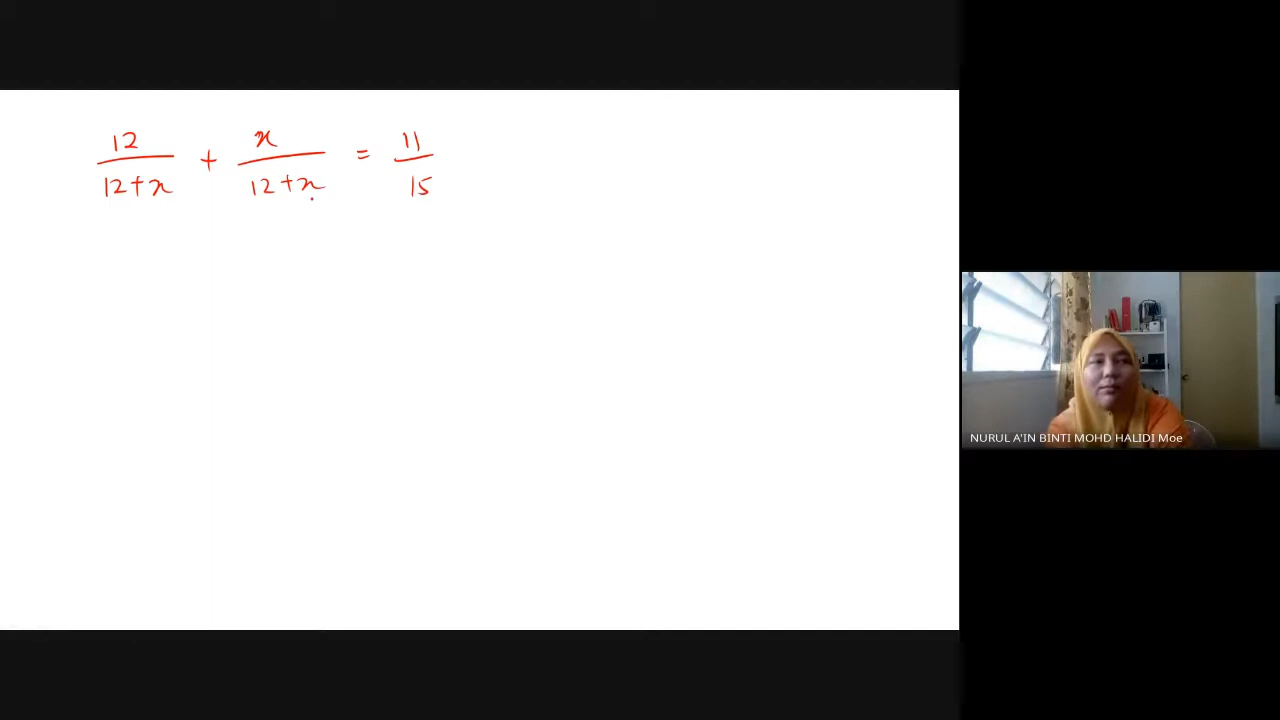 12/(12+x) + x/(12+x) = 11/15
NURUL A'IN BINTI MOHD HALIDI Moe